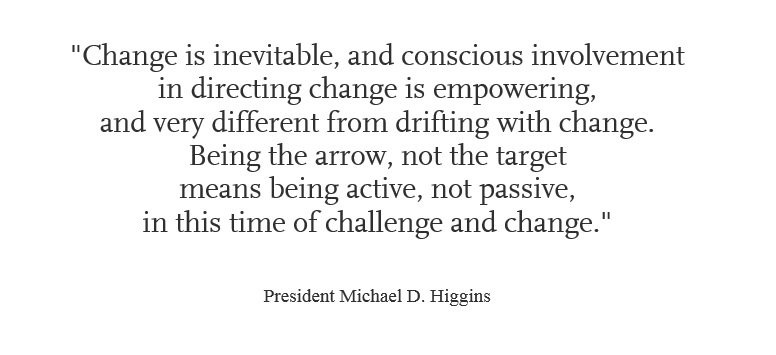 "Change is inevitable, and conscious involvement
in directing change is empowering,
and very different from drifting with change.
Being the arrow, not the target
means being active, not passive,
in this time of challenge and change."
President Michael D. Higgins